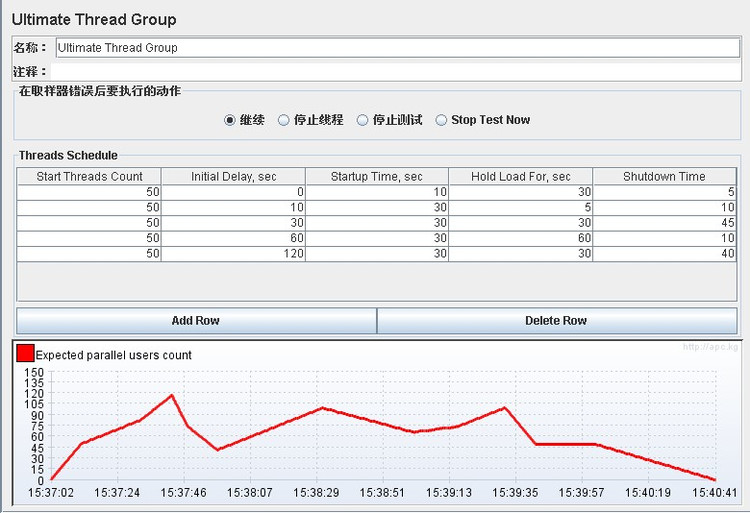 Ultimate Thread Group
名称： Ultimate Thread Group
注释：
在取样器错误后要执行的动作
继续 停止线程 停止测试 Stop Test Now
Threads Schedule
Start Threads Count Initial Delay, sec Startup Time, sec Hold Load For, sec Shutdown Time
50 0 10 30 5
50 10 30 5 10
50 30 30 30 45
50 60 30 60 10
50 120 30 30 40
Add Row Delete Row
http://apc.kg
Expected parallel users count
150
135
120
105
90
75
60
45
30
15
0
15:37:02 15:37:24 15:37:46 15:38:07 15:38:29 15:38:51 15:39:13 15:39:35 15:39:57 15:40:19 15:40:41